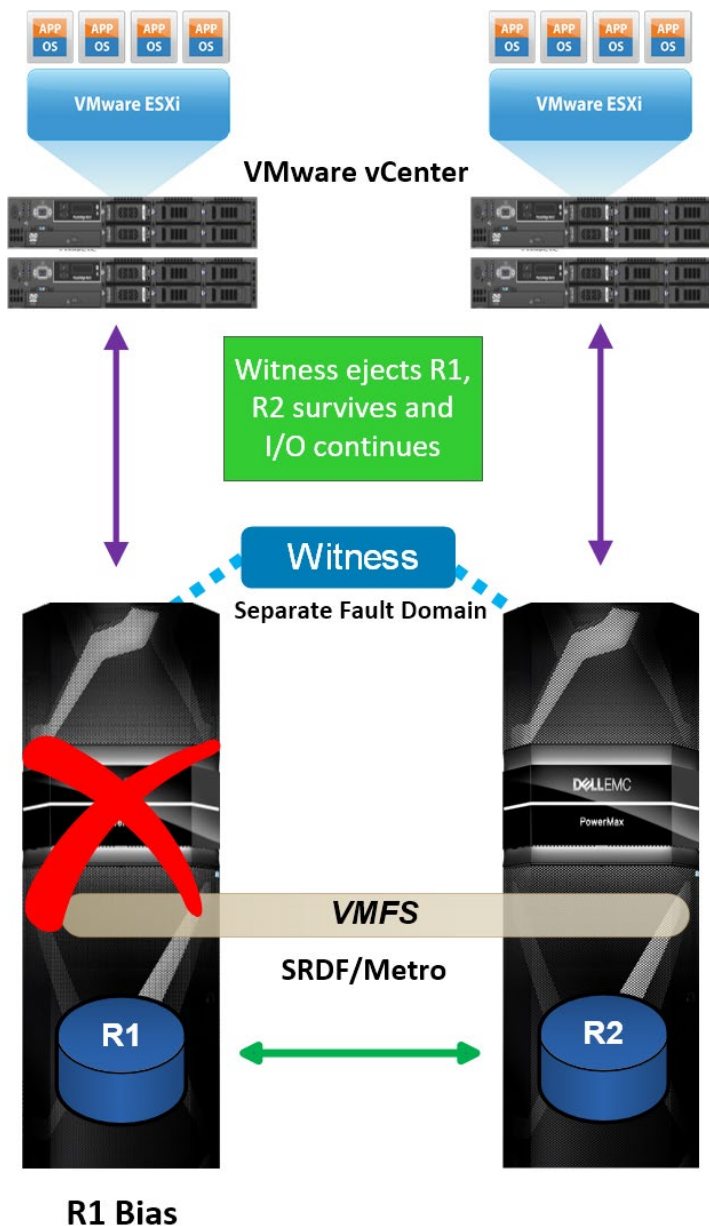 APP APP APP APP
OS OS OS OS
APP APP APP APP
OS OS OS OS
VMware ESXi
VMware ESXi
VMware vCenter
Witness ejects R1,
R2 survives and
I/O continues
Witness
Separate Fault Domain
DELLEMC
PowerMax
VMFS
SRDF/Metro
R1
R2
R1 Bias